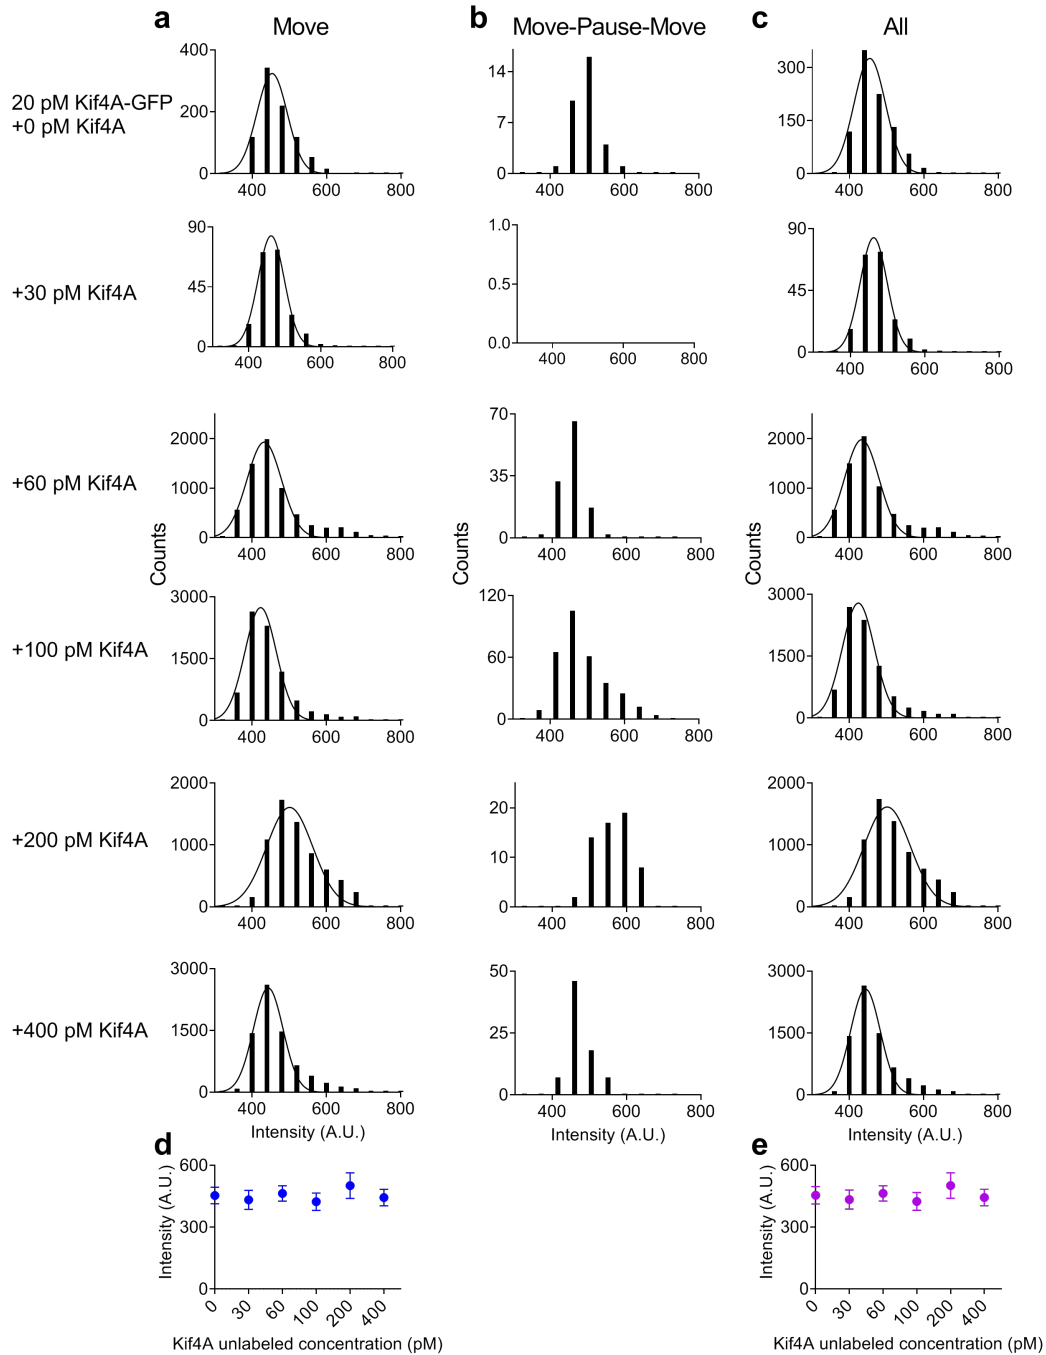 a
Move
b
Move-Pause-Move
c
All
20 pM Kif4A-GFP
+0 pM Kif4A
400
200
0
400 600 800
14
7
0
400 600 800
300
150
0
400 600 800
+30 pM Kif4A
90
45
0
400 600 800
1.0
0.5
0.0
400 600 800
90
45
0
400 600 800
+60 pM Kif4A
2000
1000
0
400 600 800
70
35
0
400 600 800
2000
1000
0
400 600 800
Counts
Counts
Counts
+100 pM Kif4A
3000
1500
0
400 600 800
120
60
0
400 600 800
3000
1500
0
400 600 800
+200 pM Kif4A
2000
1000
0
400 600 800
20
10
0
400 600 800
2000
1000
0
400 600 800
+400 pM Kif4A
3000
1500
0
400 600 800
Intensity (A.U.)
50
25
0
400 600 800
Intensity (A.U.)
3000
1500
0
400 600 800
Intensity (A.U.)
d
Intensity (A.U.)
600
300
0
0 30 60 100 200 400
Kif4A unlabeled concentration (pM)
e
Intensity (A.U.)
600
300
0
0 30 60 100 200 400
Kif4A unlabeled concentration (pM)